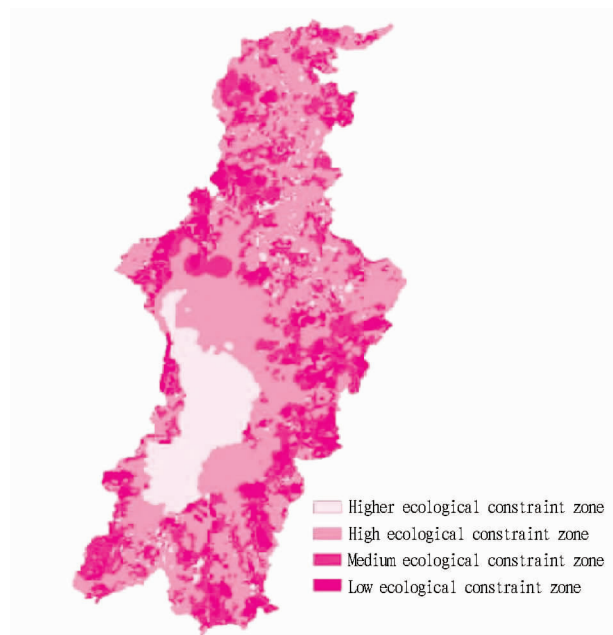 Higher ecological constraint zone
High ecological constraint zone
Medium ecological constraint zone
Low ecological constraint zone